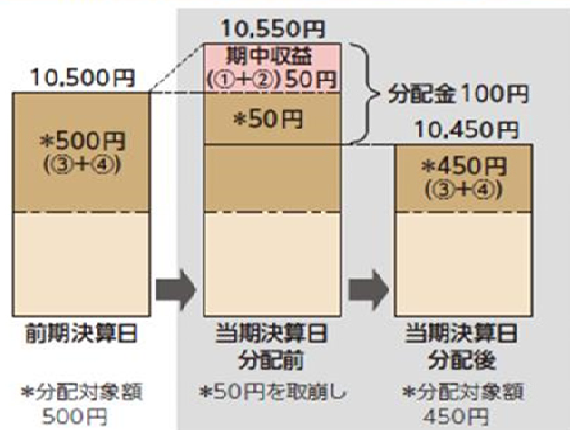 10,500円
*500円
(③+④)
前期決算日
*分配対象額
500円
10,550円
期中収益
(①+②)50円
*50円
当期決算日
分配前
*50円を取崩し
分配金100円
10,450円
*450円
(③+④)
当期決算日
分配後
*分配対象額
450円